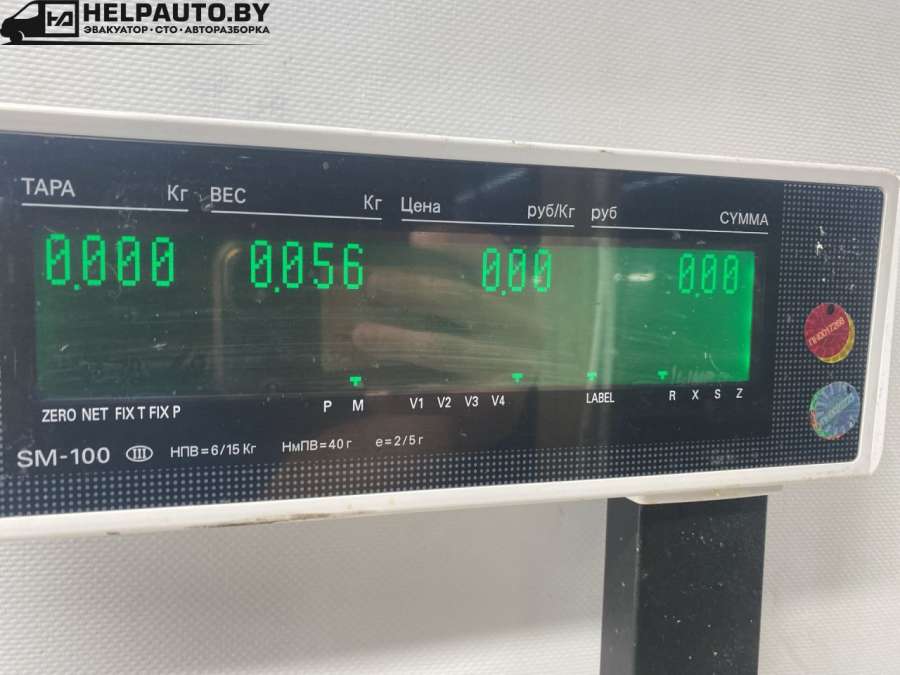 HELPAUTO.BY
ЭВАКУАТОР•СТО•АВТОРАЗБОРКА
ТАРА Кг ВЕС Кг Цена руб/Кг руб СУММА
0.000 0.056 0.00 0.00
P M V1 V2 V3 V4 LABEL R X S Z
ZERO NET FIX T FIX P
SM-100 III НПВ=6/15 Кг НмПВ=40 г e=2/5 г